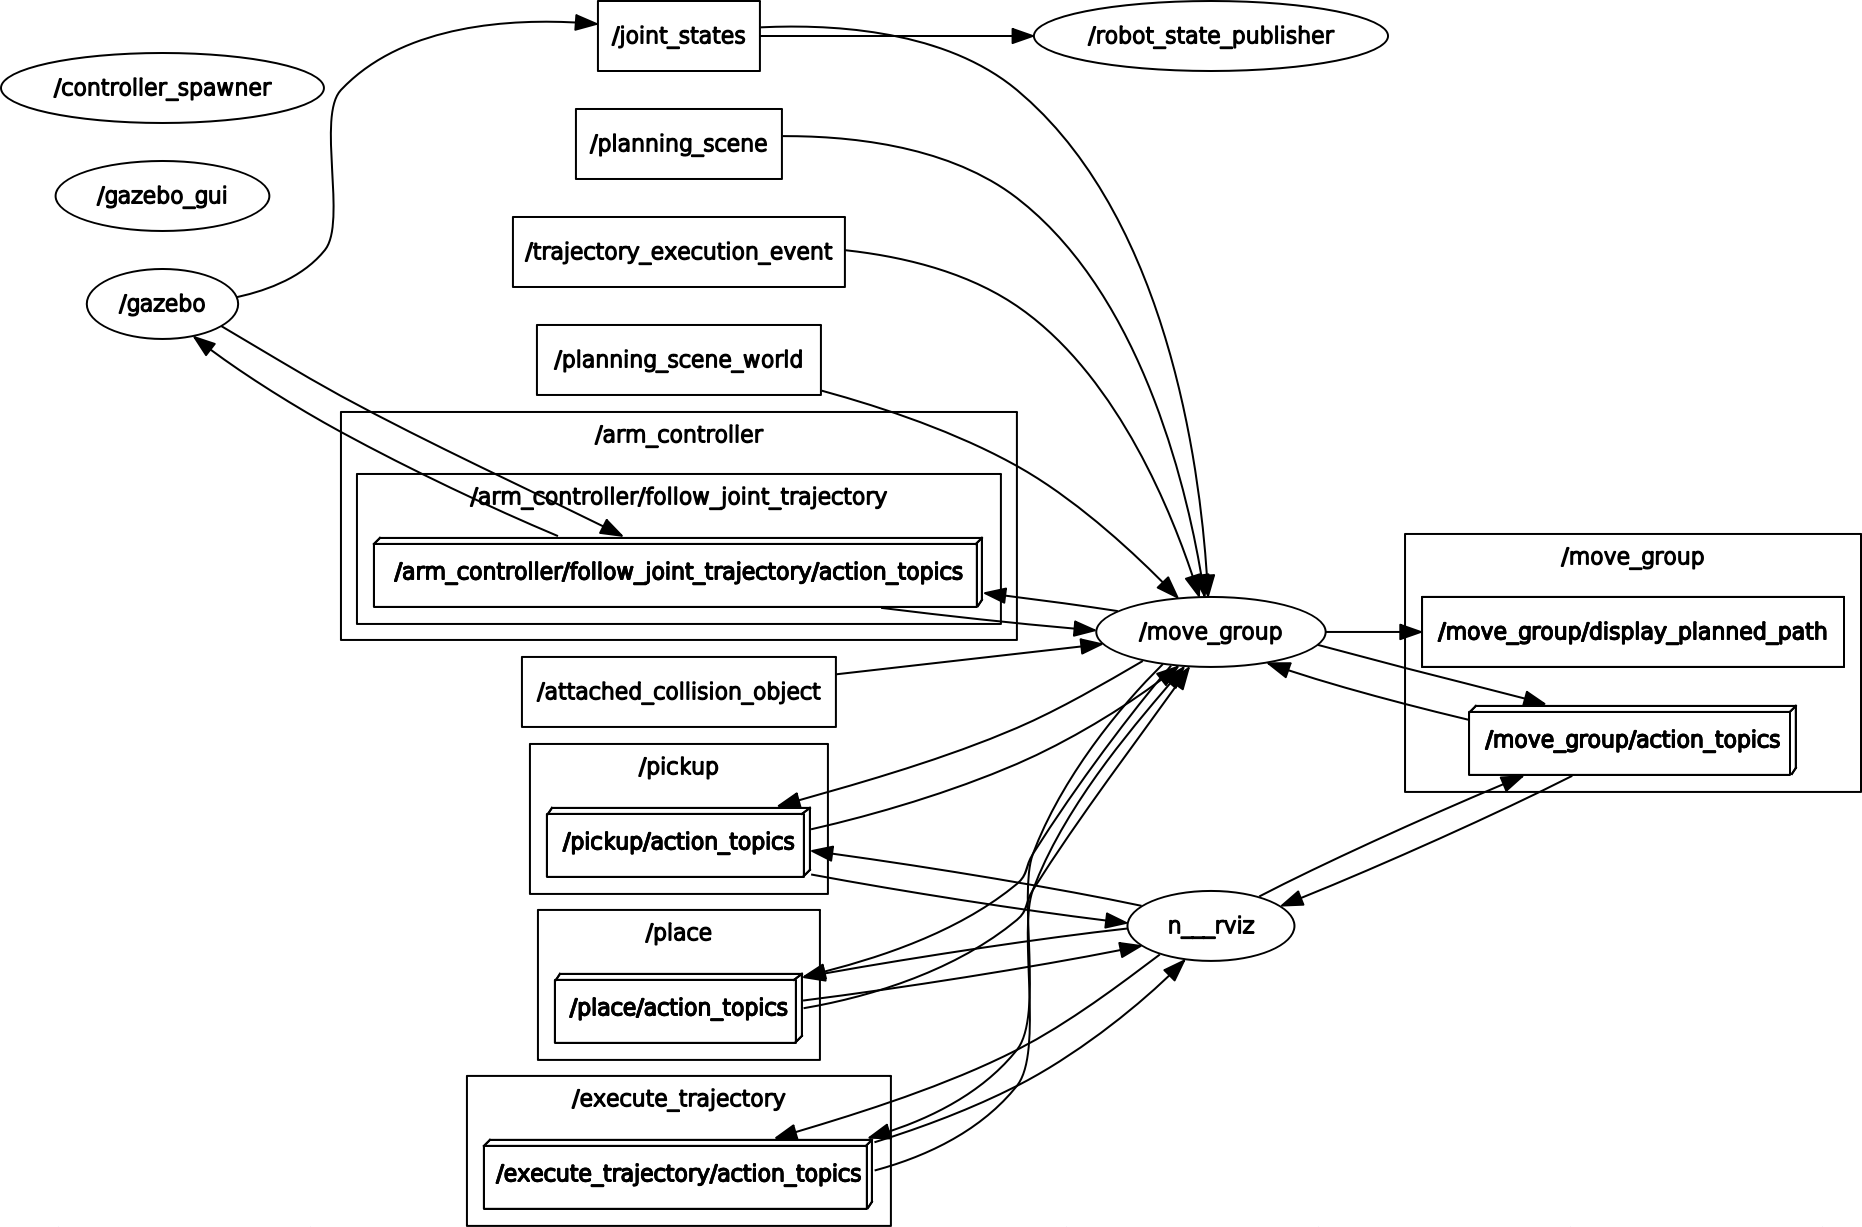 /joint_states
/robot_state_publisher
/controller_spawner
/planning_scene
/gazebo_gui
/trajectory_execution_event
/gazebo
/planning_scene_world
/arm_controller
/arm_controller/follow_joint_trajectory
/arm_controller/follow_joint_trajectory/action_topics
/move_group
/move_group
/move_group/display_planned_path
/attached_collision_object
/move_group/action_topics
/pickup
/pickup/action_topics
n___rviz
/place
/place/action_topics
/execute_trajectory
/execute_trajectory/action_topics